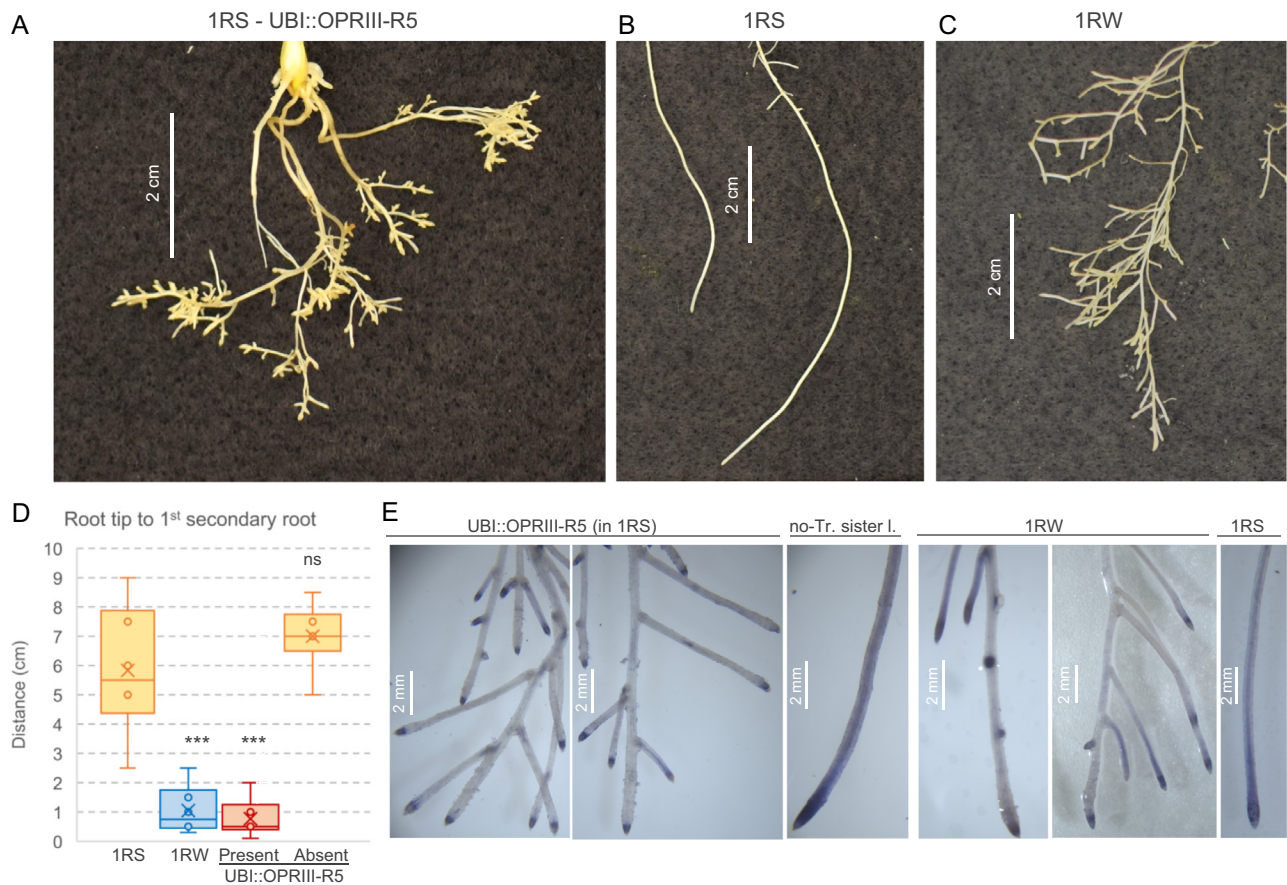 A
1RS - UBI::OPRIII-R5
2 cm
B
1RS
2 cm
C
1RW
2 cm
D
Root tip to 1st secondary root
Distance (cm)
10
9
8
7
6
5
4
3
2
1
0
ns
*** ***
1RS 1RW Present Absent
UBI::OPRIII-R5
E
UBI::OPRIII-R5 (in 1RS) no-Tr. sister l. 1RW 1RS
2 mm 2 mm 2 mm 2 mm 2 mm 2 mm